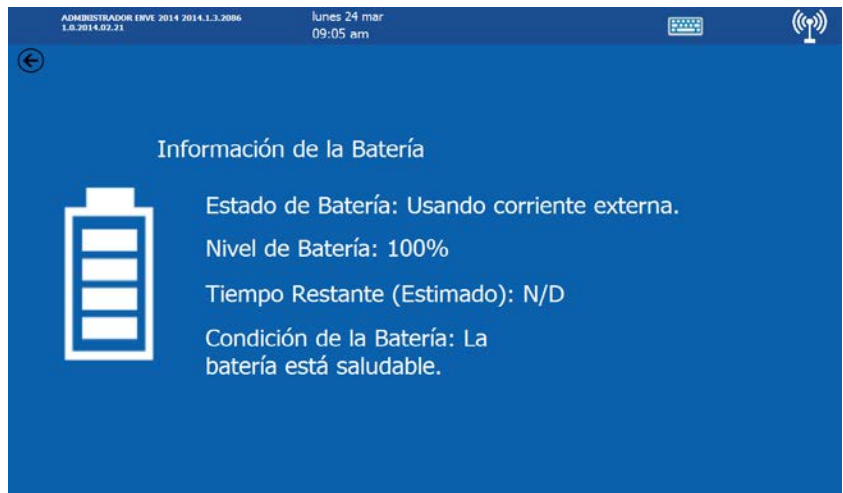 ADMINISTRADOR ENVE 2014 2014.1.3.2086
1.0.2014.02.21
lunes 24 mar
09:05 am
Información de la Batería
Estado de Batería: Usando corriente externa.
Nivel de Batería: 100%
Tiempo Restante (Estimado): N/D
Condición de la Batería: La
batería está saludable.